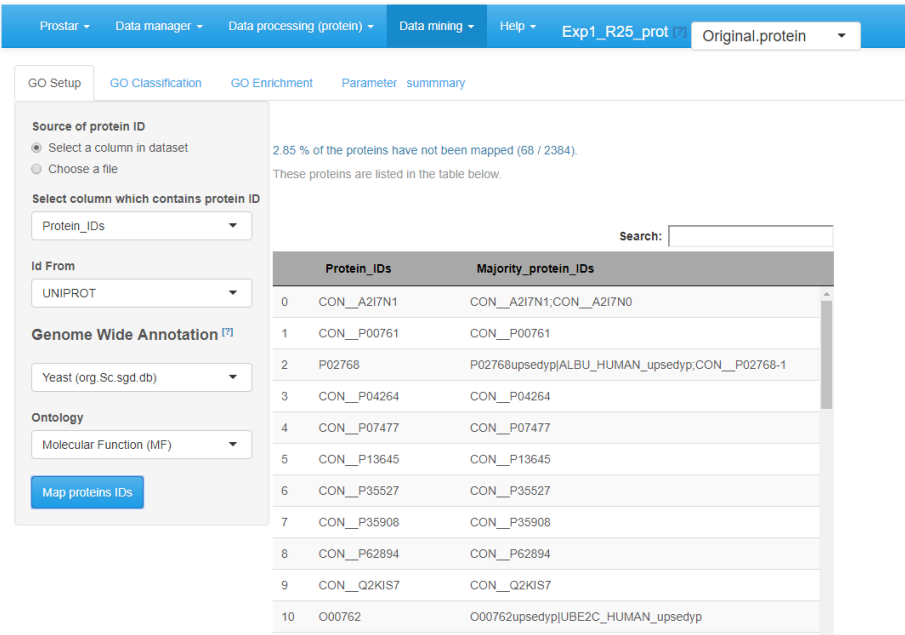 Prostar Data manager Data processing (protein) Data mining Help Exp1_R25_prot [?] Original.protein
GO Setup GO Classification GO Enrichment Parameter summmary
Source of protein ID
Select a column in dataset
Choose a file
Select column which contains protein ID
Protein_IDs
Id From
UNIPROT
Genome Wide Annotation [?]
Yeast (org.Sc.sgd.db)
Ontology
Molecular Function (MF)
Map proteins IDs
2.85 % of the proteins have not been mapped (68 / 2384).
These proteins are listed in the table below.
Search:
Protein_IDs Majority_protein_IDs
0 CON__A2I7N1 CON__A2I7N1;CON__A2I7N0
1 CON__P00761 CON__P00761
2 P02768 P02768upsedyp|ALBU_HUMAN_upsedyp;CON__P02768-1
3 CON__P04264 CON__P04264
4 CON__P07477 CON__P07477
5 CON__P13645 CON__P13645
6 CON__P35527 CON__P35527
7 CON__P35908 CON__P35908
8 CON__P62894 CON__P62894
9 CON__Q2KIS7 CON__Q2KIS7
10 O00762 O00762upsedyp|UBE2C_HUMAN_upsedyp